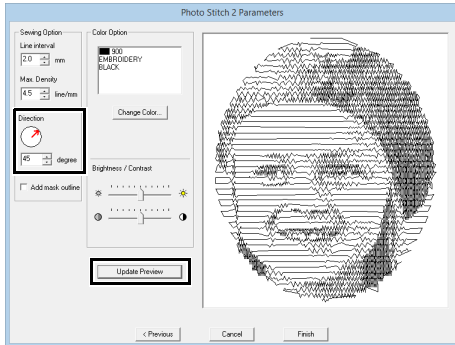 Photo Stitch 2 Parameters
Sewing Option
Line interval
2.0 mm
Max. Density
4.5 line/mm
Direction
45 degree
Add mask outline
Color Option
900
EMBROIDERY
BLACK
Change Color...
Brightness / Contrast
Update Preview
< Previous
Cancel
Finish